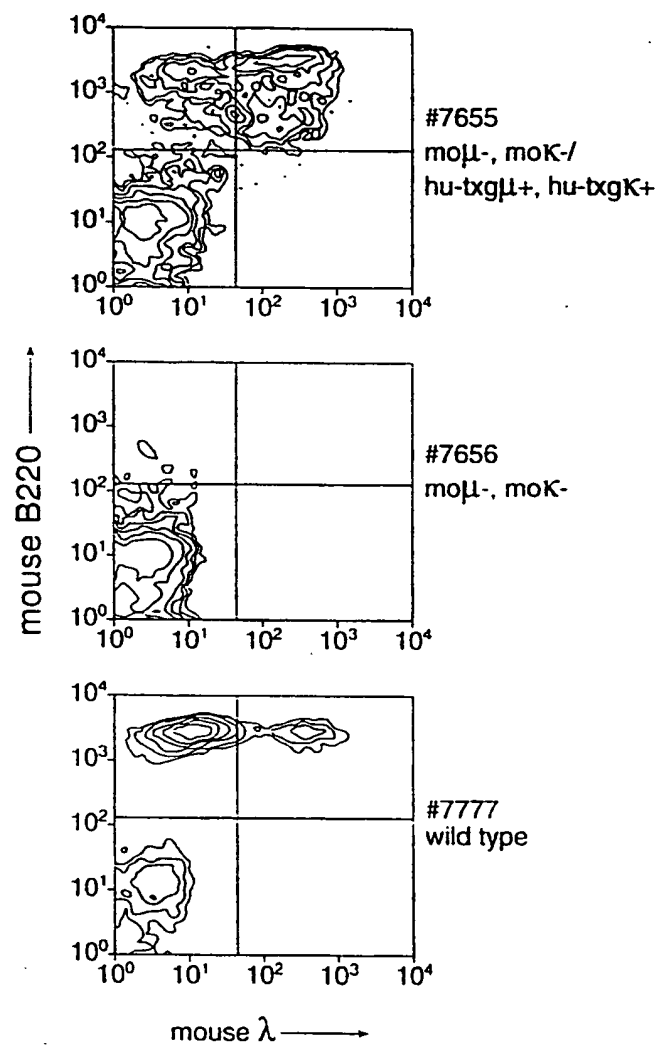 10⁴
10³
10²
10¹
10⁰
10⁰ 10¹ 10² 10³ 10⁴
#7655
moμ-, moκ-/
hu-txgμ+, hu-txgκ+
10⁴
10³
10²
10¹
10⁰
10⁰ 10¹ 10² 10³ 10⁴
#7656
moμ-, moκ-
mouse B220
10⁴
10³
10²
10¹
10⁰
10⁰ 10¹ 10² 10³ 10⁴
#7777
wild type
mouse λ